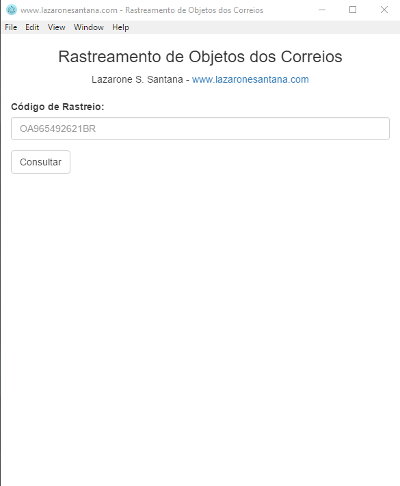 www.lazaronesantana.com - Rastreamento de Objetos dos Correios
File Edit View Window Help
Rastreamento de Objetos dos Correios
Lazarone S. Santana - www.lazaronesantana.com
Código de Rastreio:
OA965492621BR
Consultar